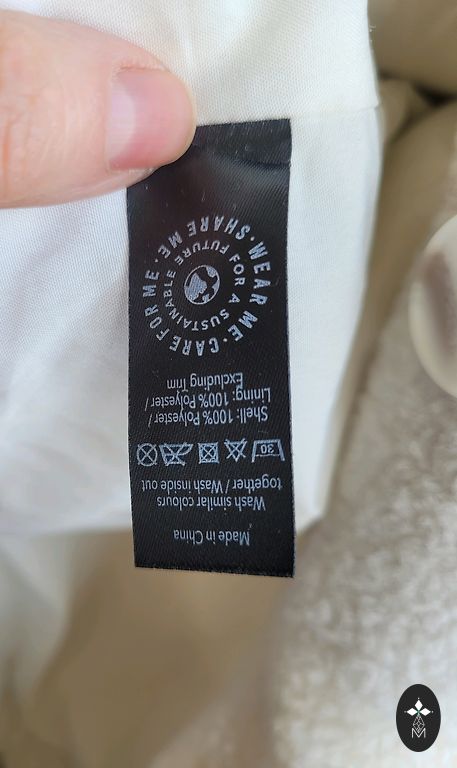 WEAR ME • CARE FOR ME • SHARE ME •
FOR A SUSTAINABLE FUTURE
Shell: 100% Polyester/
Lining: 100% Polyester/
Excluding Trim
30
Wash similar colours
together / Wash inside out
Made in China
M